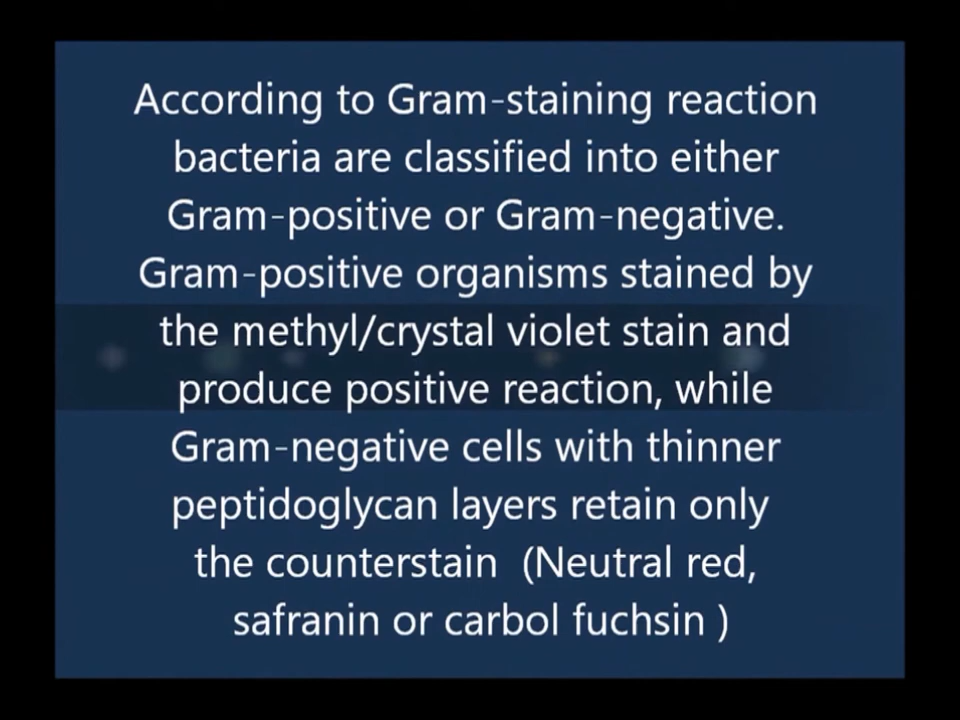 According to Gram-staining reaction
bacteria are classified into either
Gram-positive or Gram-negative.
Gram-positive organisms stained by
the methyl/crystal violet stain and
produce positive reaction, while
Gram-negative cells with thinner
peptidoglycan layers retain only
the counterstain (Neutral red,
safranin or carbol fuchsin )